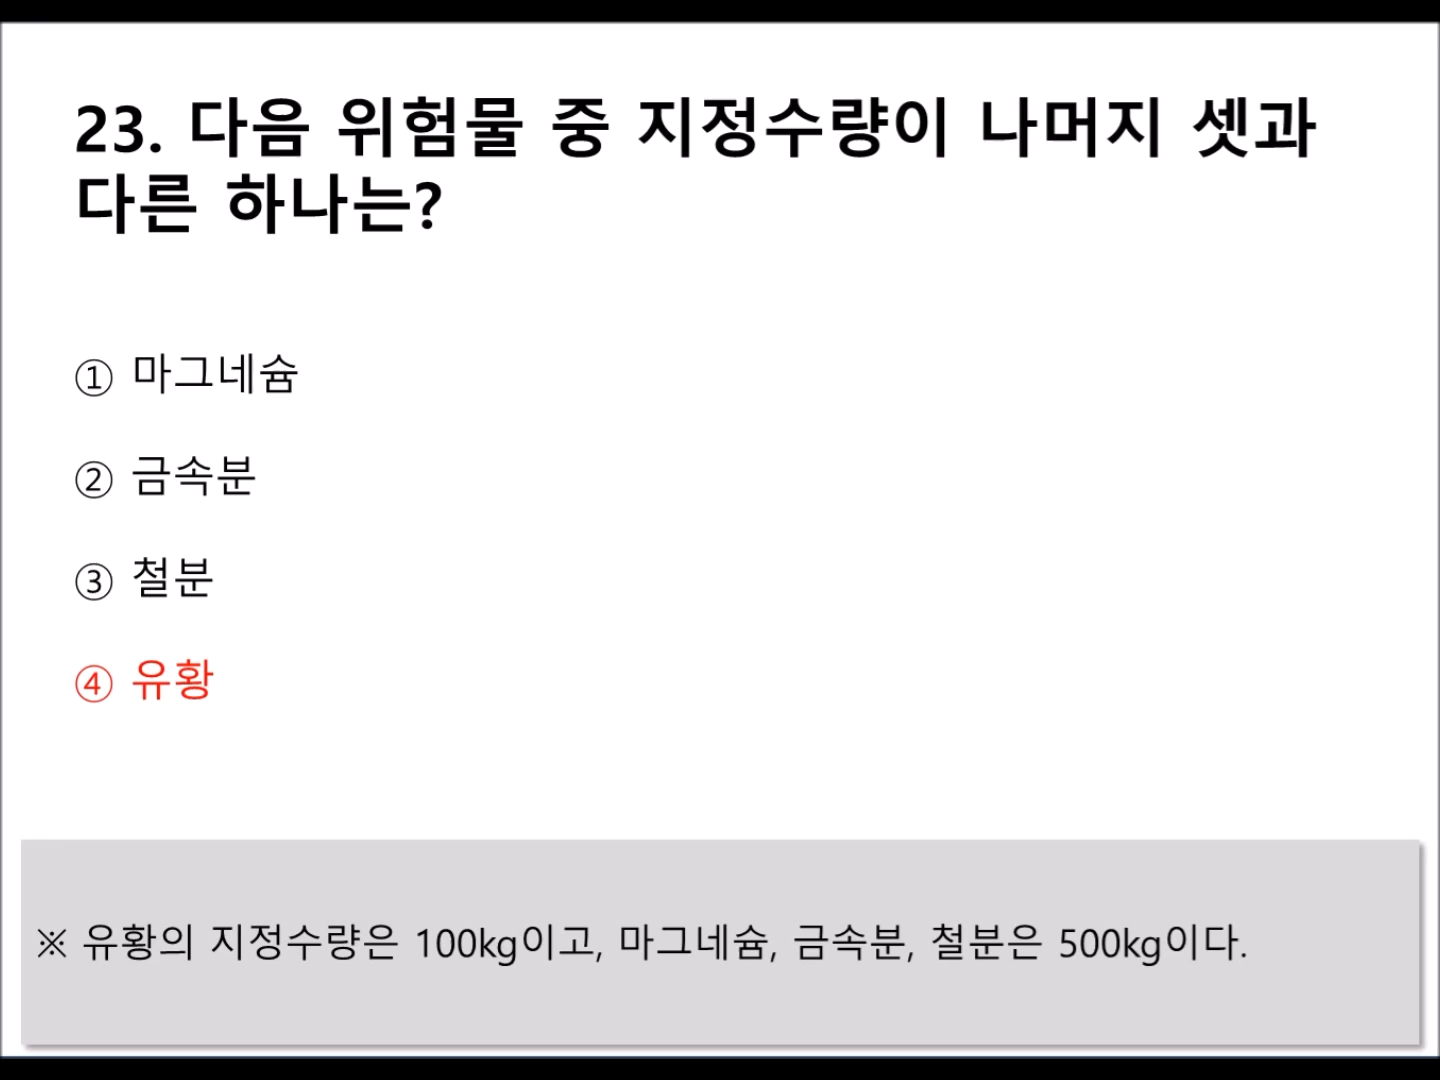 23. 다음 위험물 중 지정수량이 나머지 셋과
다른 하나는?
① 마그네슘
② 금속분
③ 철분
④ 유황
※ 유황의 지정수량은 100kg이고, 마그네슘, 금속분, 철분은 500kg이다.